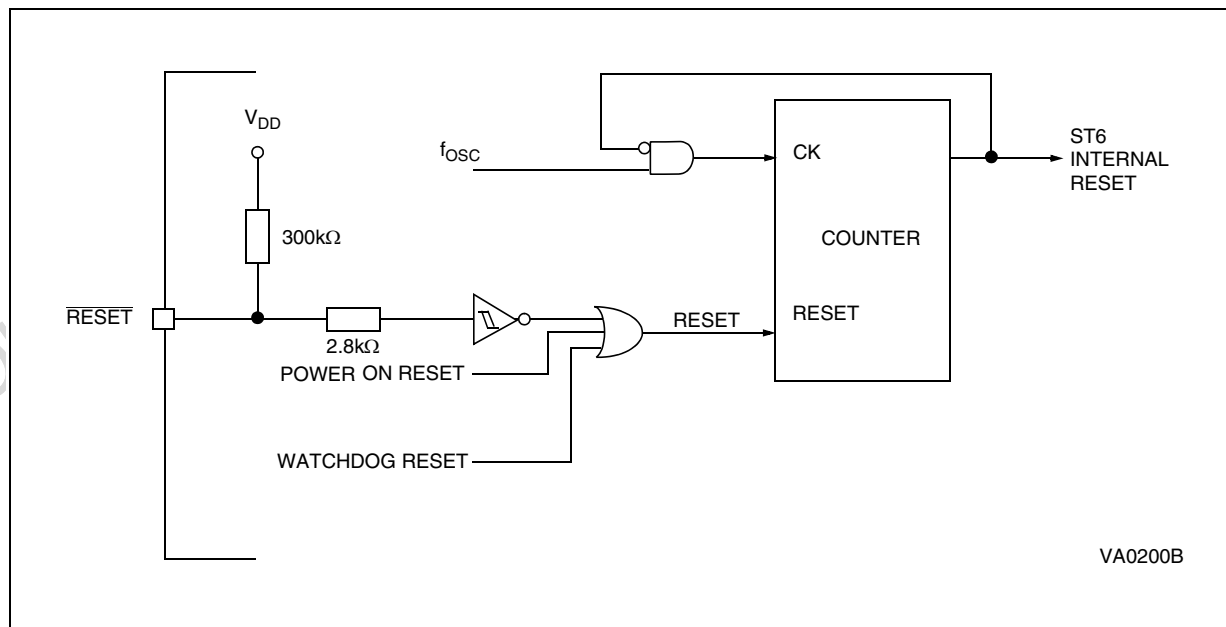 V_DD
f_OSC
CK
ST6
INTERNAL
RESET
300kΩ
COUNTER
RESET
RESET
RESET
2.8kΩ
POWER ON RESET
WATCHDOG RESET
VA0200B